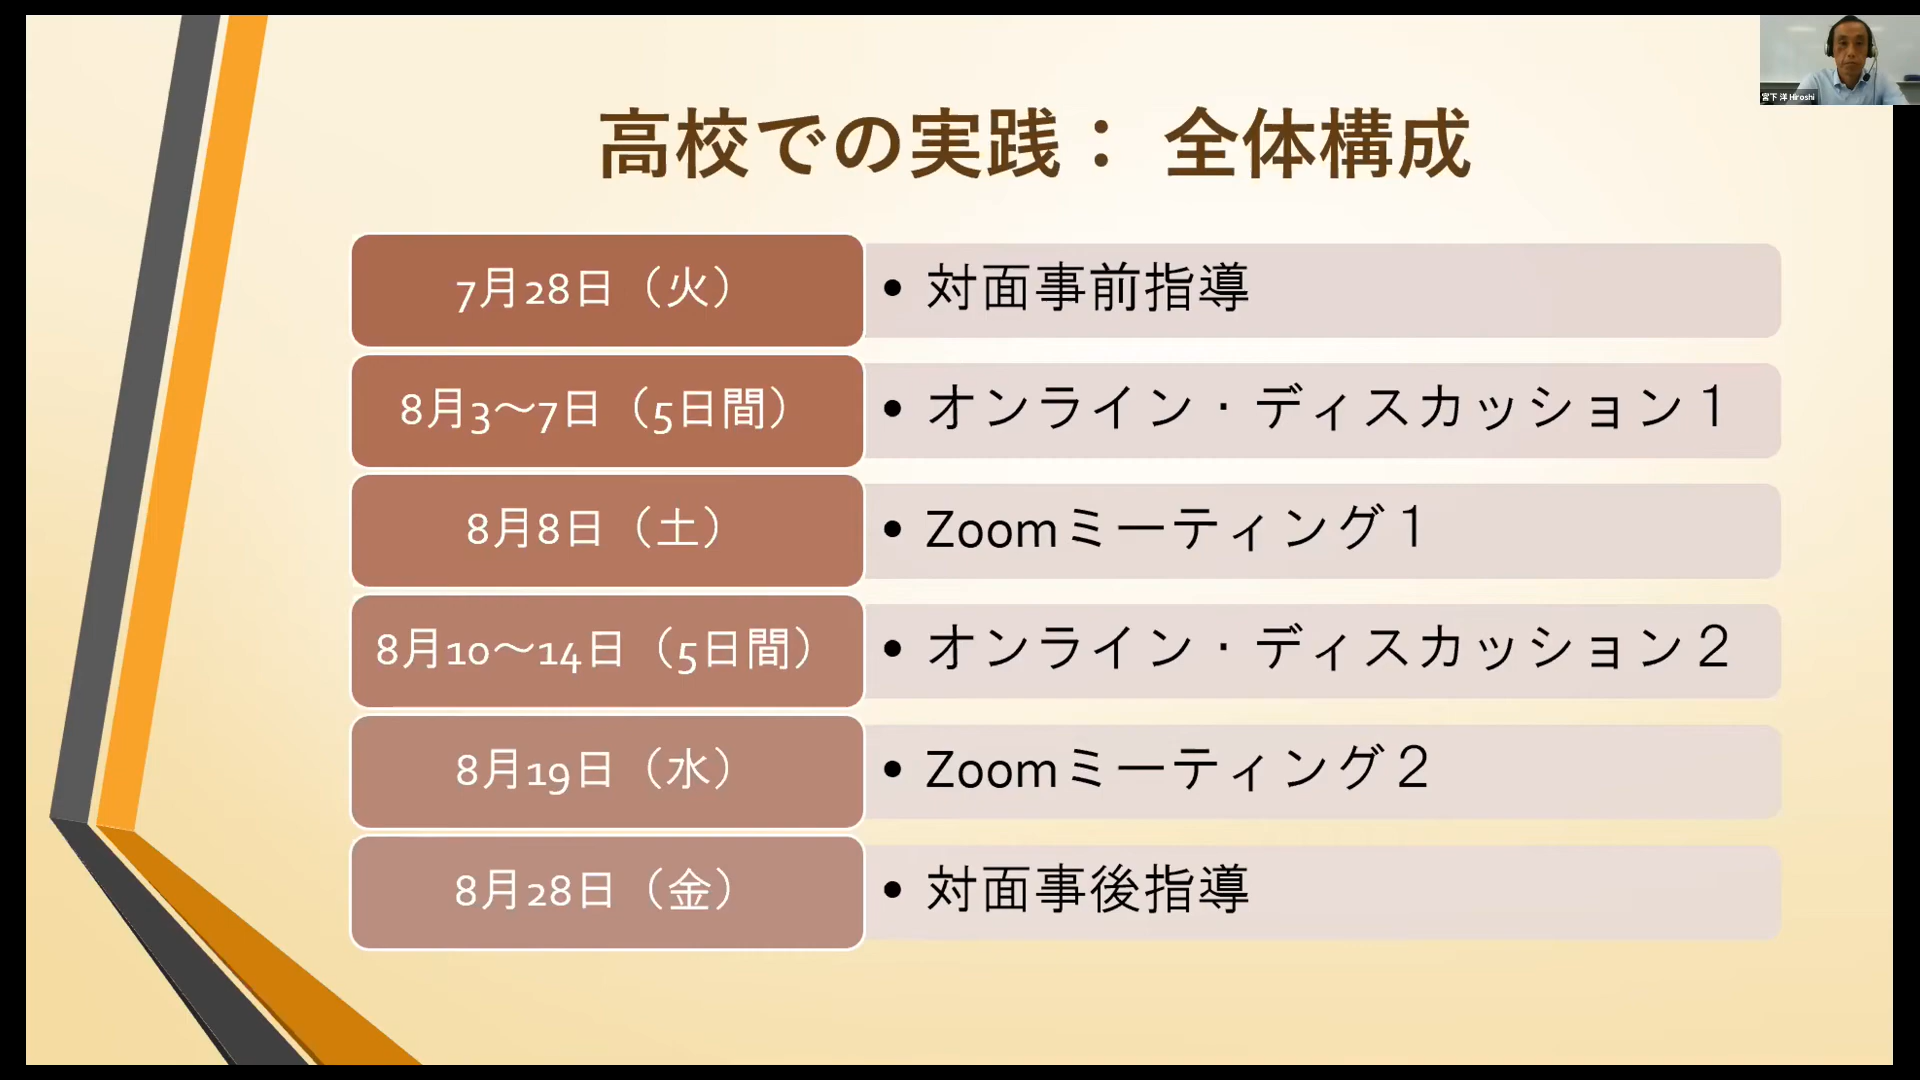 高校での実践： 全体構成
宮下 洋 Hiroshi
7月28日（火）
• 対面事前指導
8月3～7日（5日間）
• オンライン・ディスカッション１
8月8日（土）
• Zoomミーティング１
8月10～14日（5日間）
• オンライン・ディスカッション２
8月19日（水）
• Zoomミーティング２
8月28日（金）
• 対面事後指導